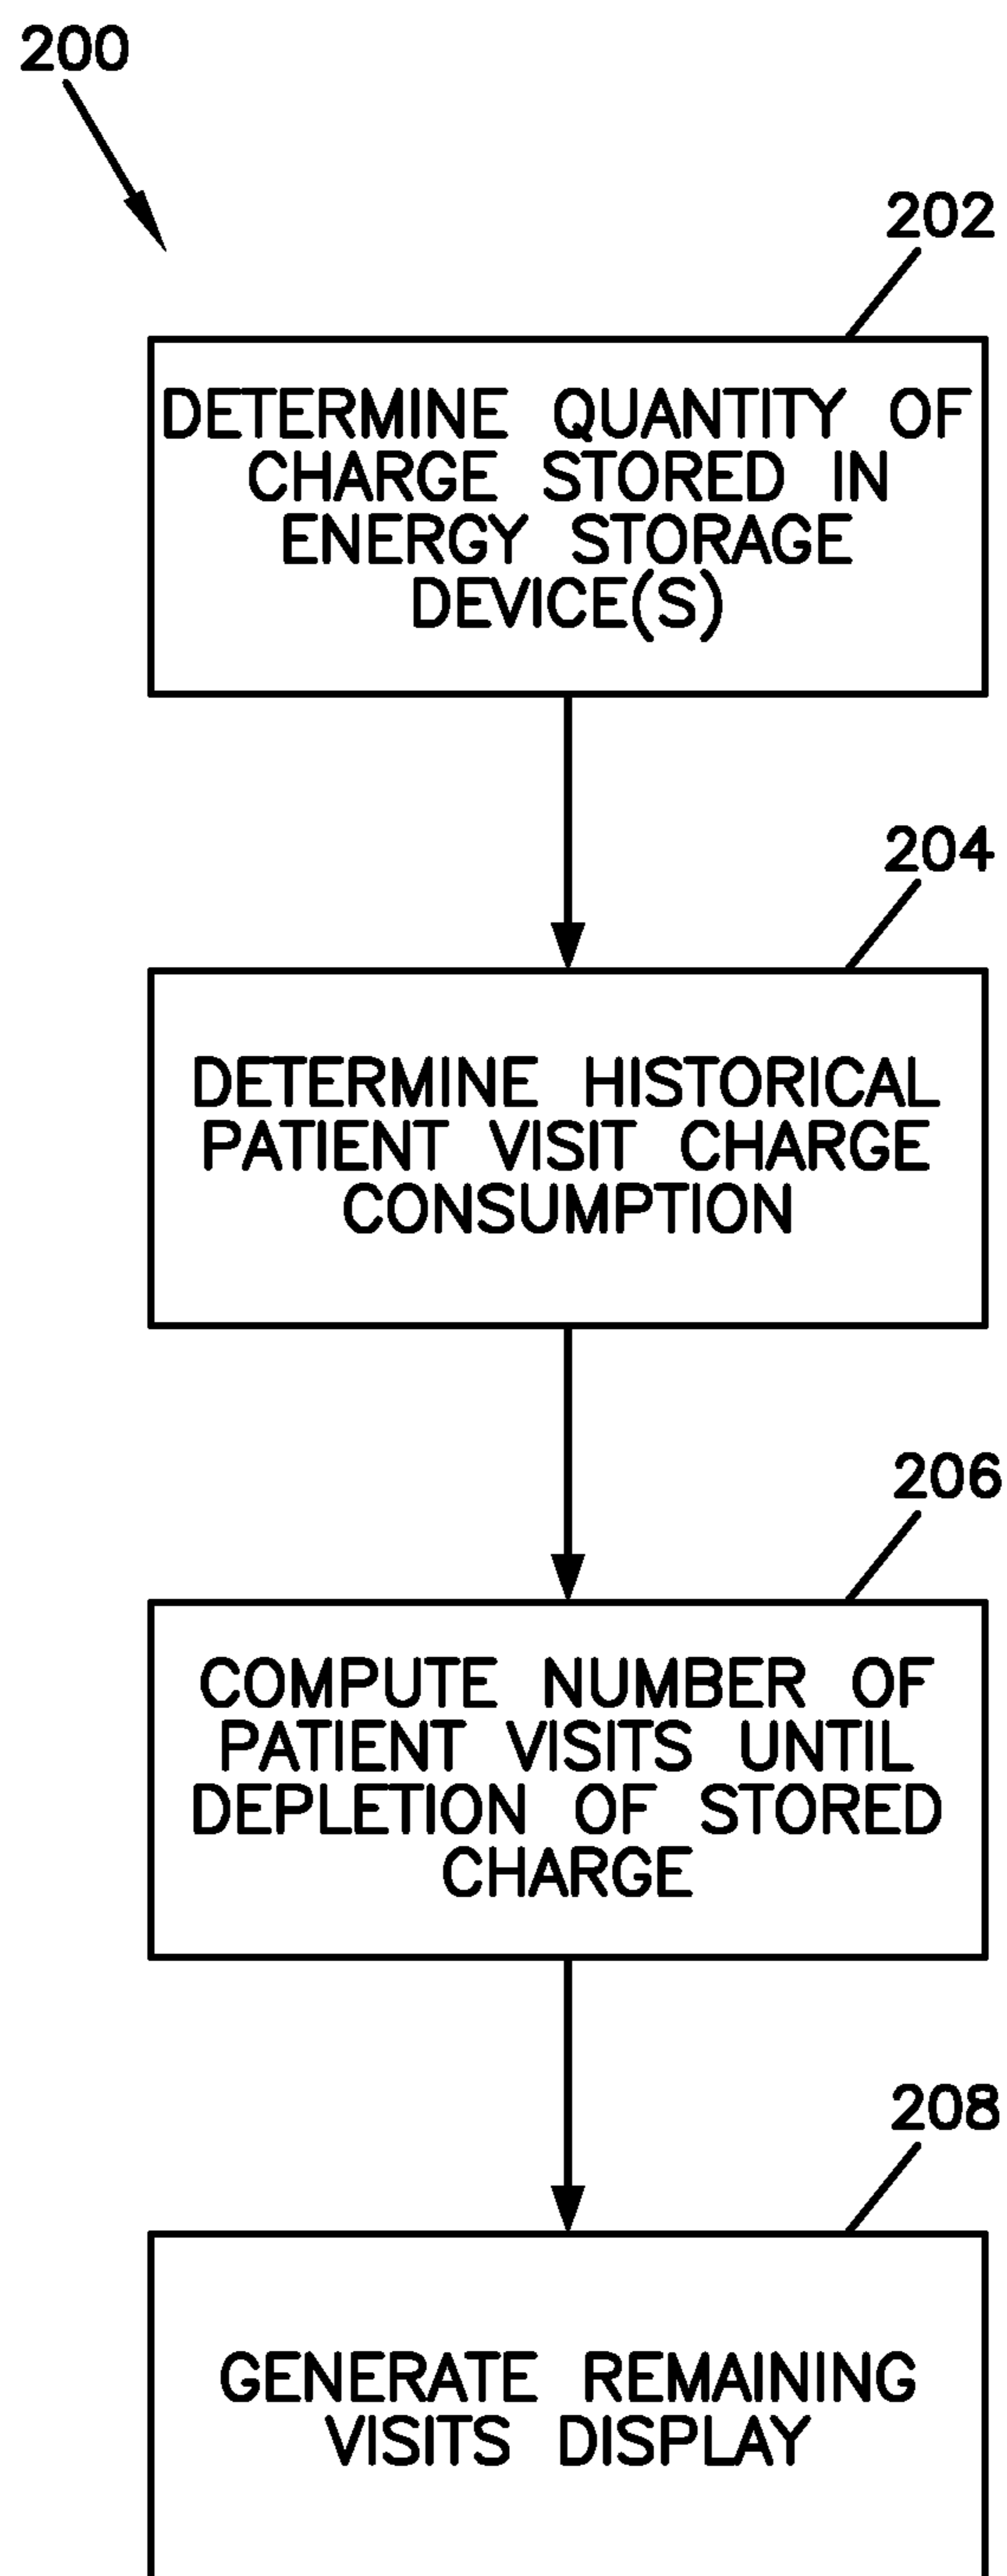 200
202
DETERMINE QUANTITY OF
CHARGE STORED IN
ENERGY STORAGE
DEVICE(S)
204
DETERMINE HISTORICAL
PATIENT VISIT CHARGE
CONSUMPTION
206
COMPUTE NUMBER OF
PATIENT VISITS UNTIL
DEPLETION OF STORED
CHARGE
208
GENERATE REMAINING
VISITS DISPLAY